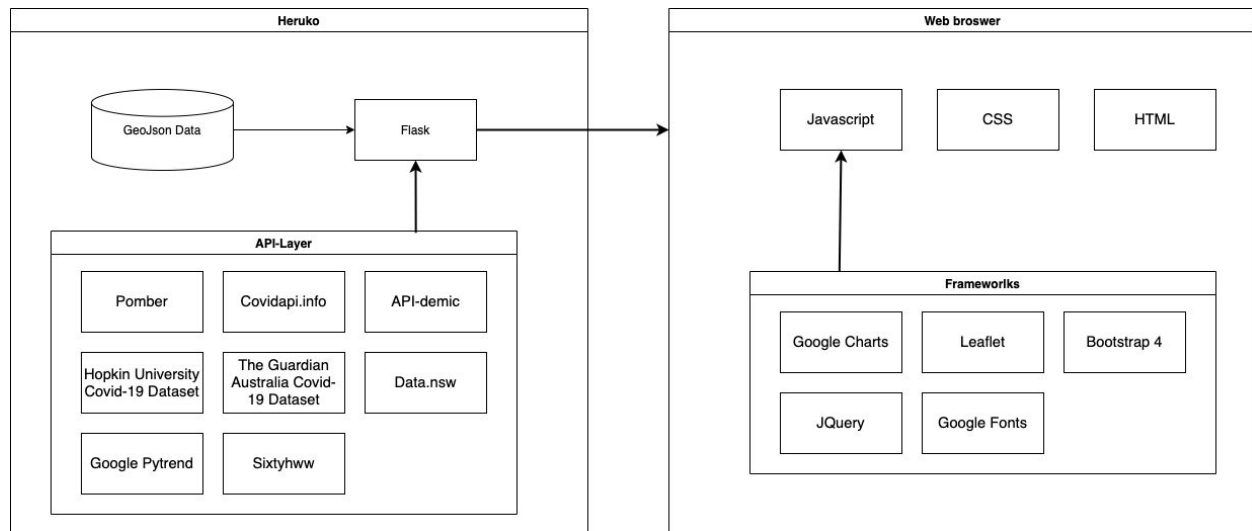 Heruko
GeoJson Data
Flask
API-Layer
Pomber
Covidapi.info
API-demic
Hopkin University
Covid-19 Dataset
The Guardian
Australia Covid-
19 Dataset
Data.nsw
Google Pytrend
Sixtyhww
Web broswer
Javascript
CSS
HTML
Frameworlks
Google Charts
Leaflet
Bootstrap 4
JQuery
Google Fonts